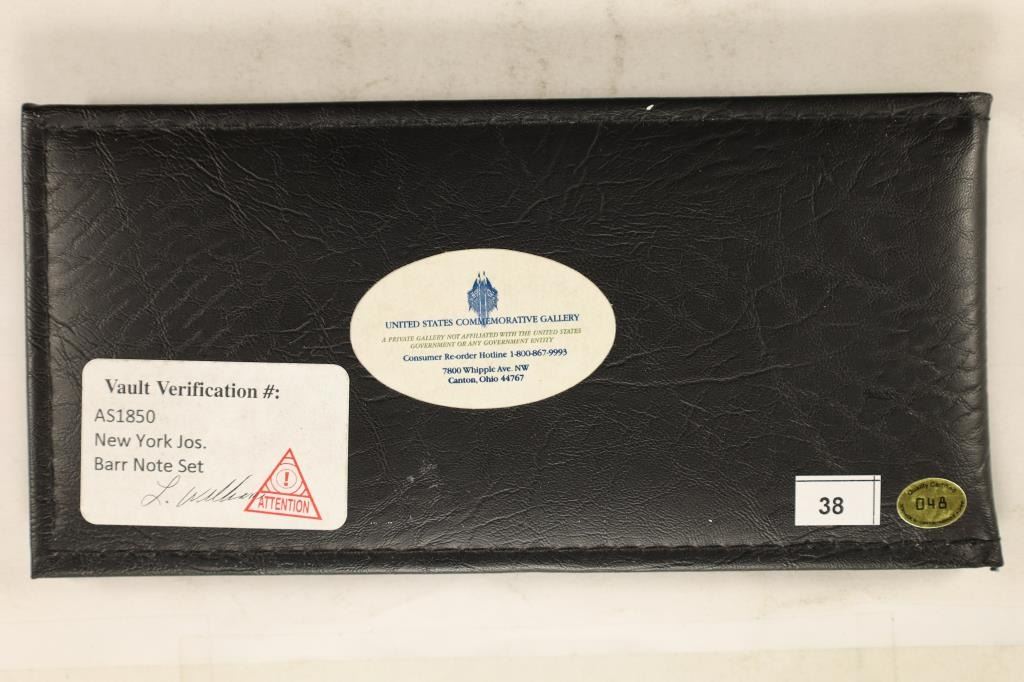 UNITED STATES COMMEMORATIVE GALLERY
A PRIVATE GALLERY NOT AFFILIATED WITH THE UNITED STATES
GOVERNMENT OR ANY GOVERNMENT ENTITY
Consumer Re-order Hotline 1-800-867-9993
7800 Whipple Ave. NW
Canton, Ohio 44767
Vault Verification #:
AS1850
New York Jos.
Barr Note Set
!
ATTENTION
38
Quality Certified
048